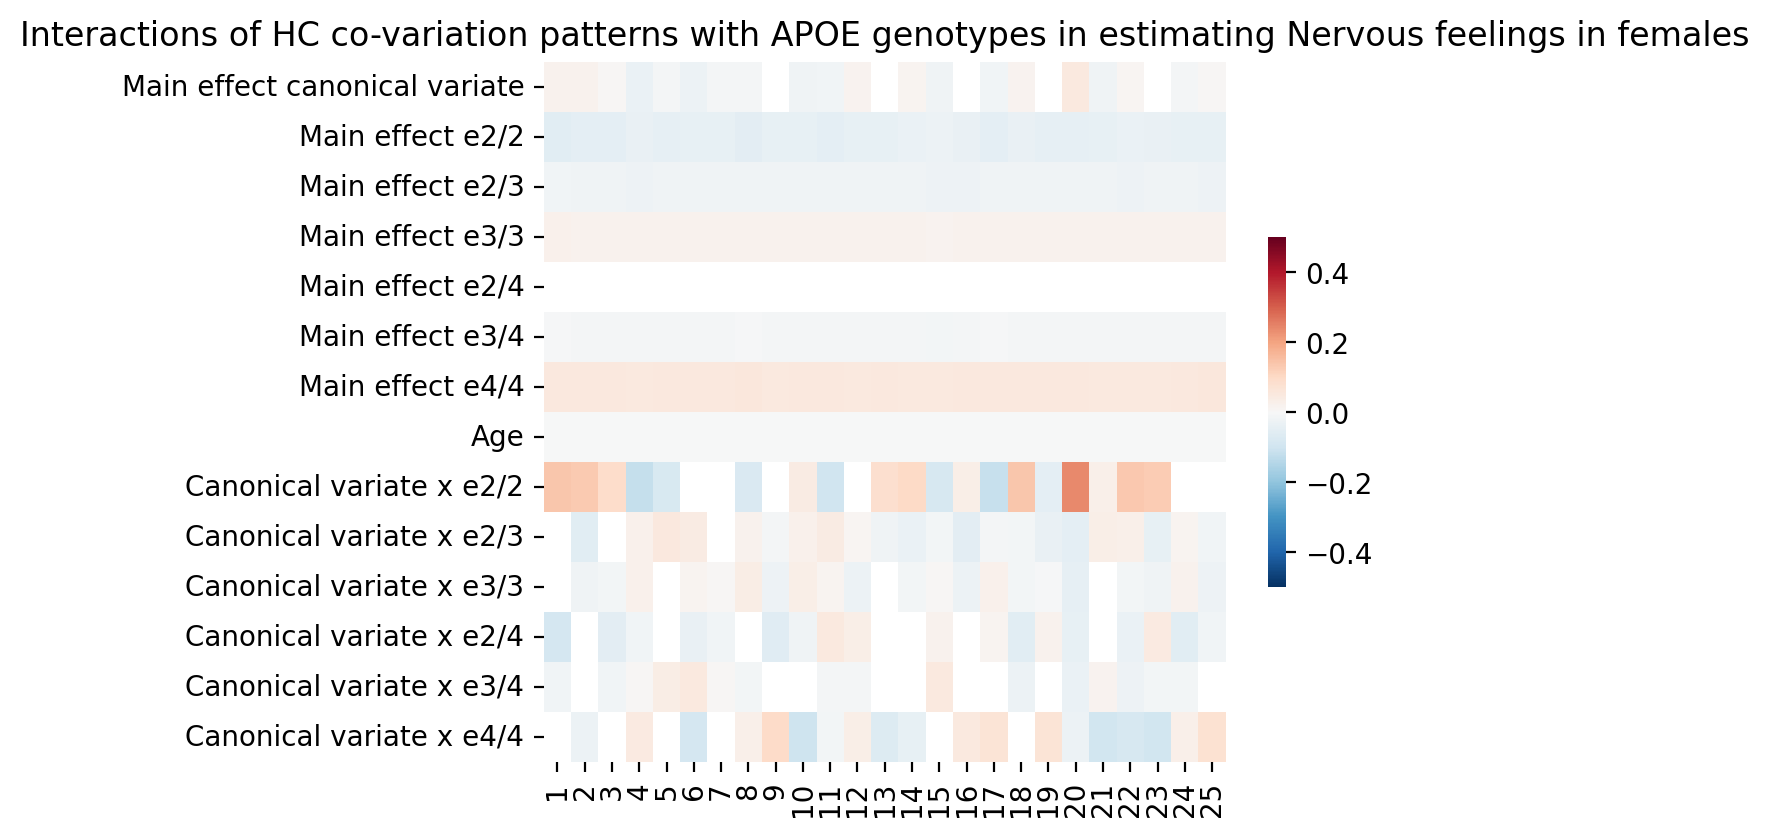 Interactions of HC co-variation patterns with APOE genotypes in estimating Nervous feelings in females
Main effect canonical variate
Main effect e2/2
Main effect e2/3
Main effect e3/3
Main effect e2/4
Main effect e3/4
Main effect e4/4
Age
Canonical variate x e2/2
Canonical variate x e2/3
Canonical variate x e3/3
Canonical variate x e2/4
Canonical variate x e3/4
Canonical variate x e4/4
1 2 3 4 5 6 7 8 9 10 11 12 13 14 15 16 17 18 19 20 21 22 23 24 25
0.4
0.2
0.0
−0.2
−0.4